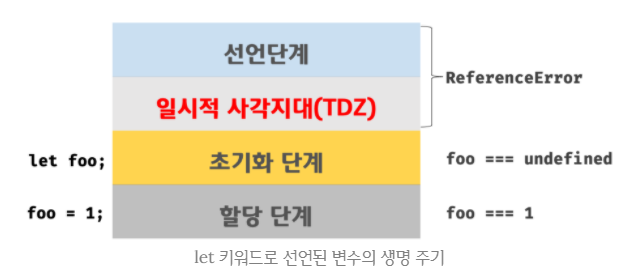 선언단계
ReferenceError
일시적 사각지대(TDZ)
let foo; 초기화 단계 foo === undefined
foo = 1; 할당 단계 foo === 1
let 키워드로 선언된 변수의 생명 주기